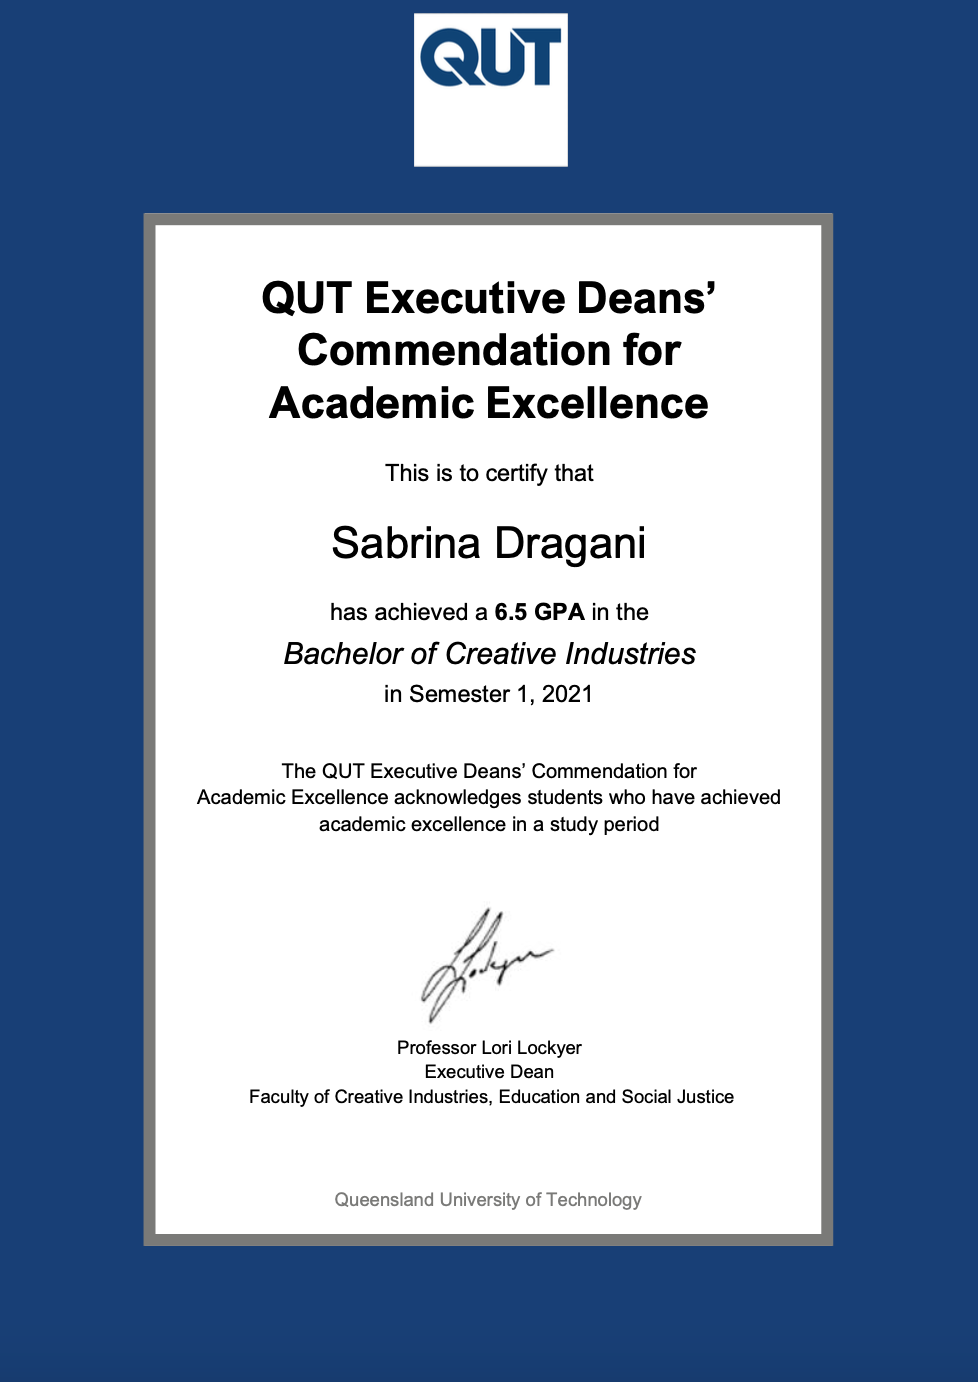 QUT
QUT Executive Deans’
Commendation for
Academic Excellence
This is to certify that
Sabrina Dragani
has achieved a 6.5 GPA in the
Bachelor of Creative Industries
in Semester 1, 2021
The QUT Executive Deans’ Commendation for
Academic Excellence acknowledges students who have achieved
academic excellence in a study period
L Lockyer
Professor Lori Lockyer
Executive Dean
Faculty of Creative Industries, Education and Social Justice
Queensland University of Technology